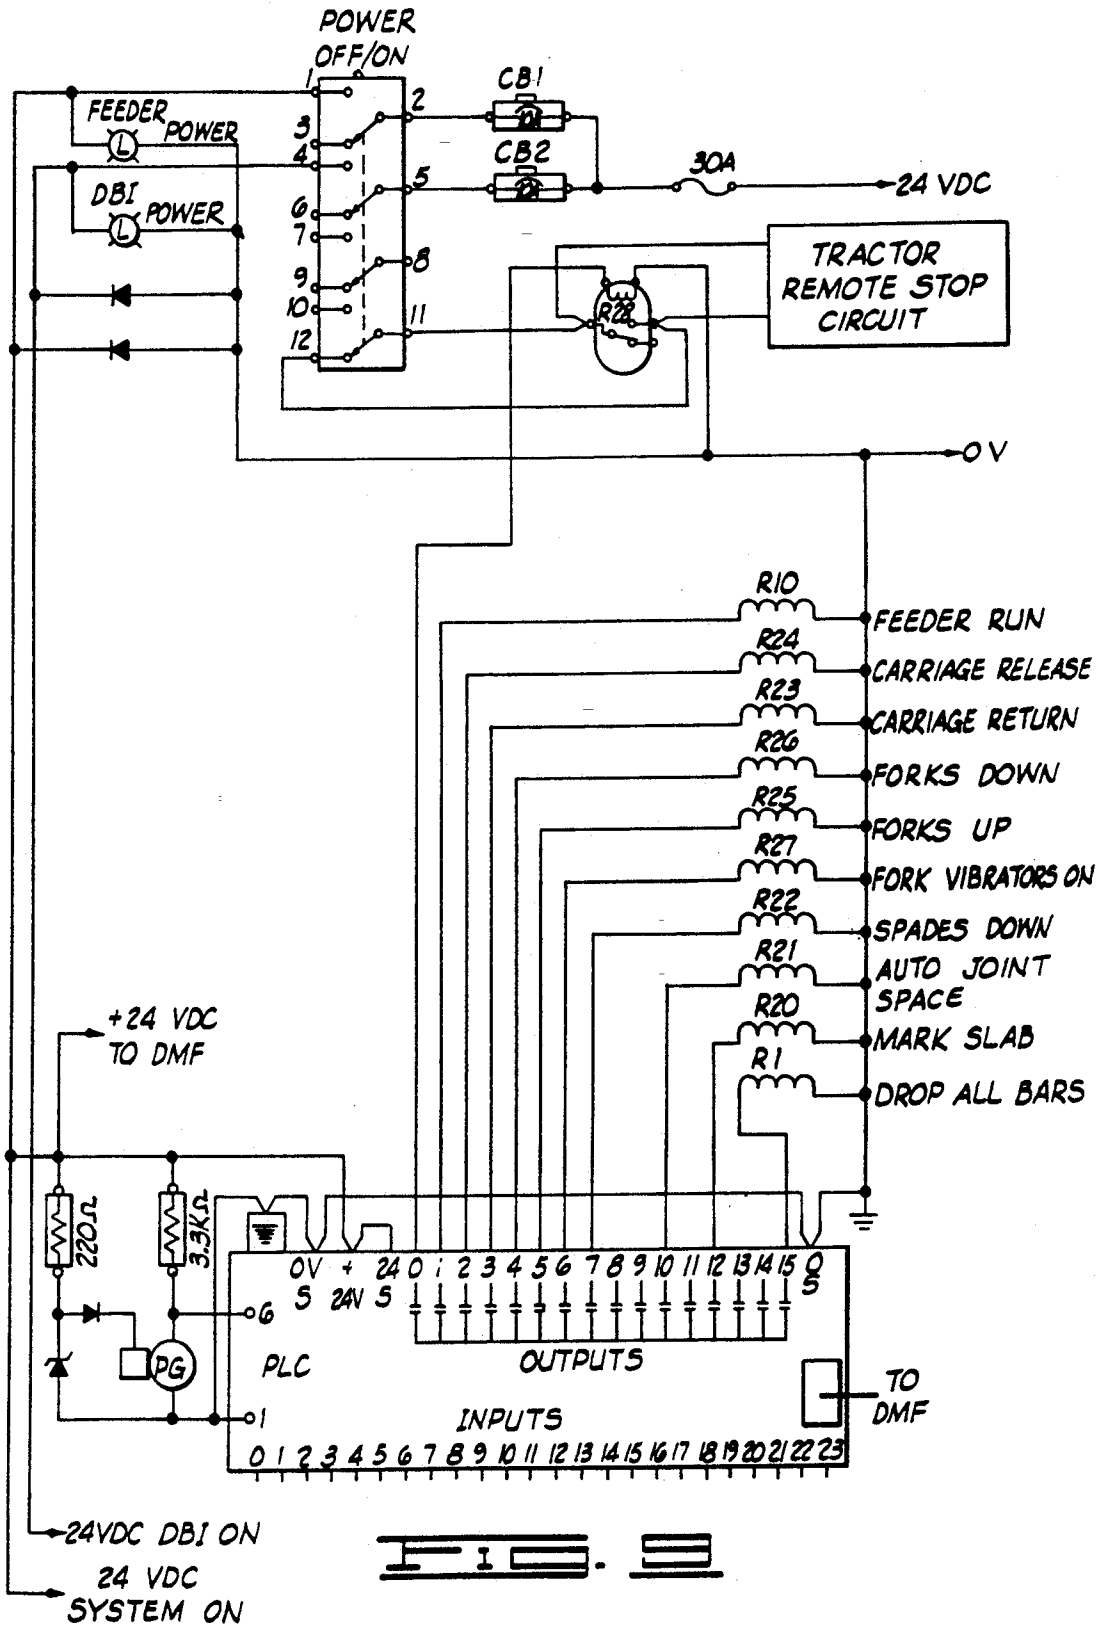 POWER
OFF/ON
1
2
3
4
5
6
7
8
9
10
11
12
FEEDER
POWER
DBI
POWER
L
L
CB1
10A
CB2
10A
30A
24 VDC
TRACTOR
REMOTE STOP
CIRCUIT
R28
0 V
R10
FEEDER RUN
R24
CARRIAGE RELEASE
R23
CARRIAGE RETURN
R26
FORKS DOWN
R25
FORKS UP
R27
FORK VIBRATORS ON
R22
SPADES DOWN
R21
AUTO JOINT
SPACE
R20
MARK SLAB
R1
DROP ALL BARS
+24 VDC
TO DMF
220Ω
3.3KΩ
0V
S
+
24V
24
S
0 1 2 3 4 5 6 7 8 9 10 11 12 13 14 15
0
S
6
PG
PLC
OUTPUTS
TO
DMF
1
INPUTS
0 1 2 3 4 5 6 7 8 9 10 11 12 13 14 15 16 17 18 19 20 21 22 23
24VDC DBI ON
24 VDC
SYSTEM ON
FIG. 9